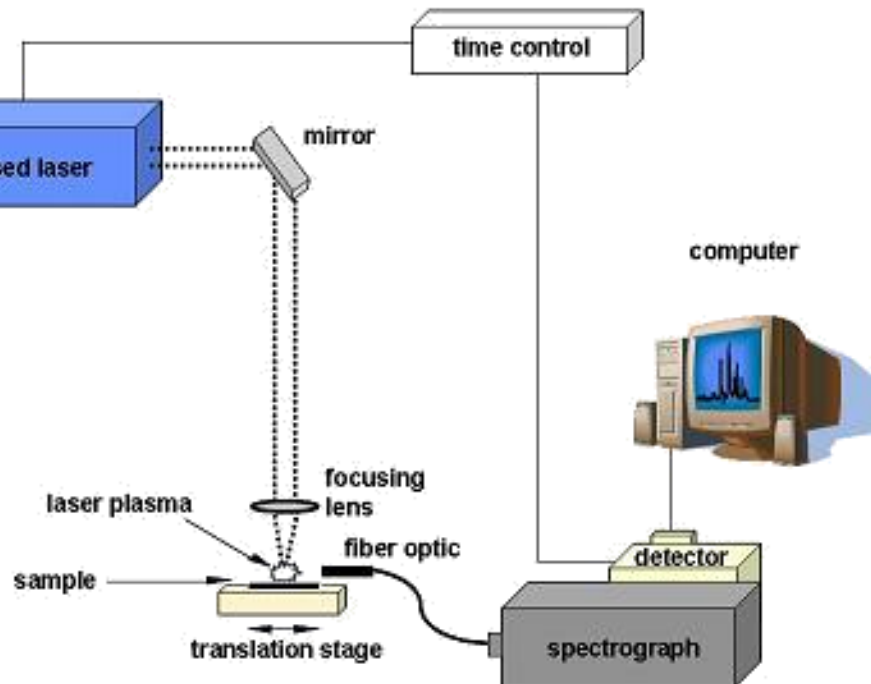 time control
mirror
sed laser
computer
focusing
lens
laser plasma
fiber optic
detector
sample
translation stage
spectrograph